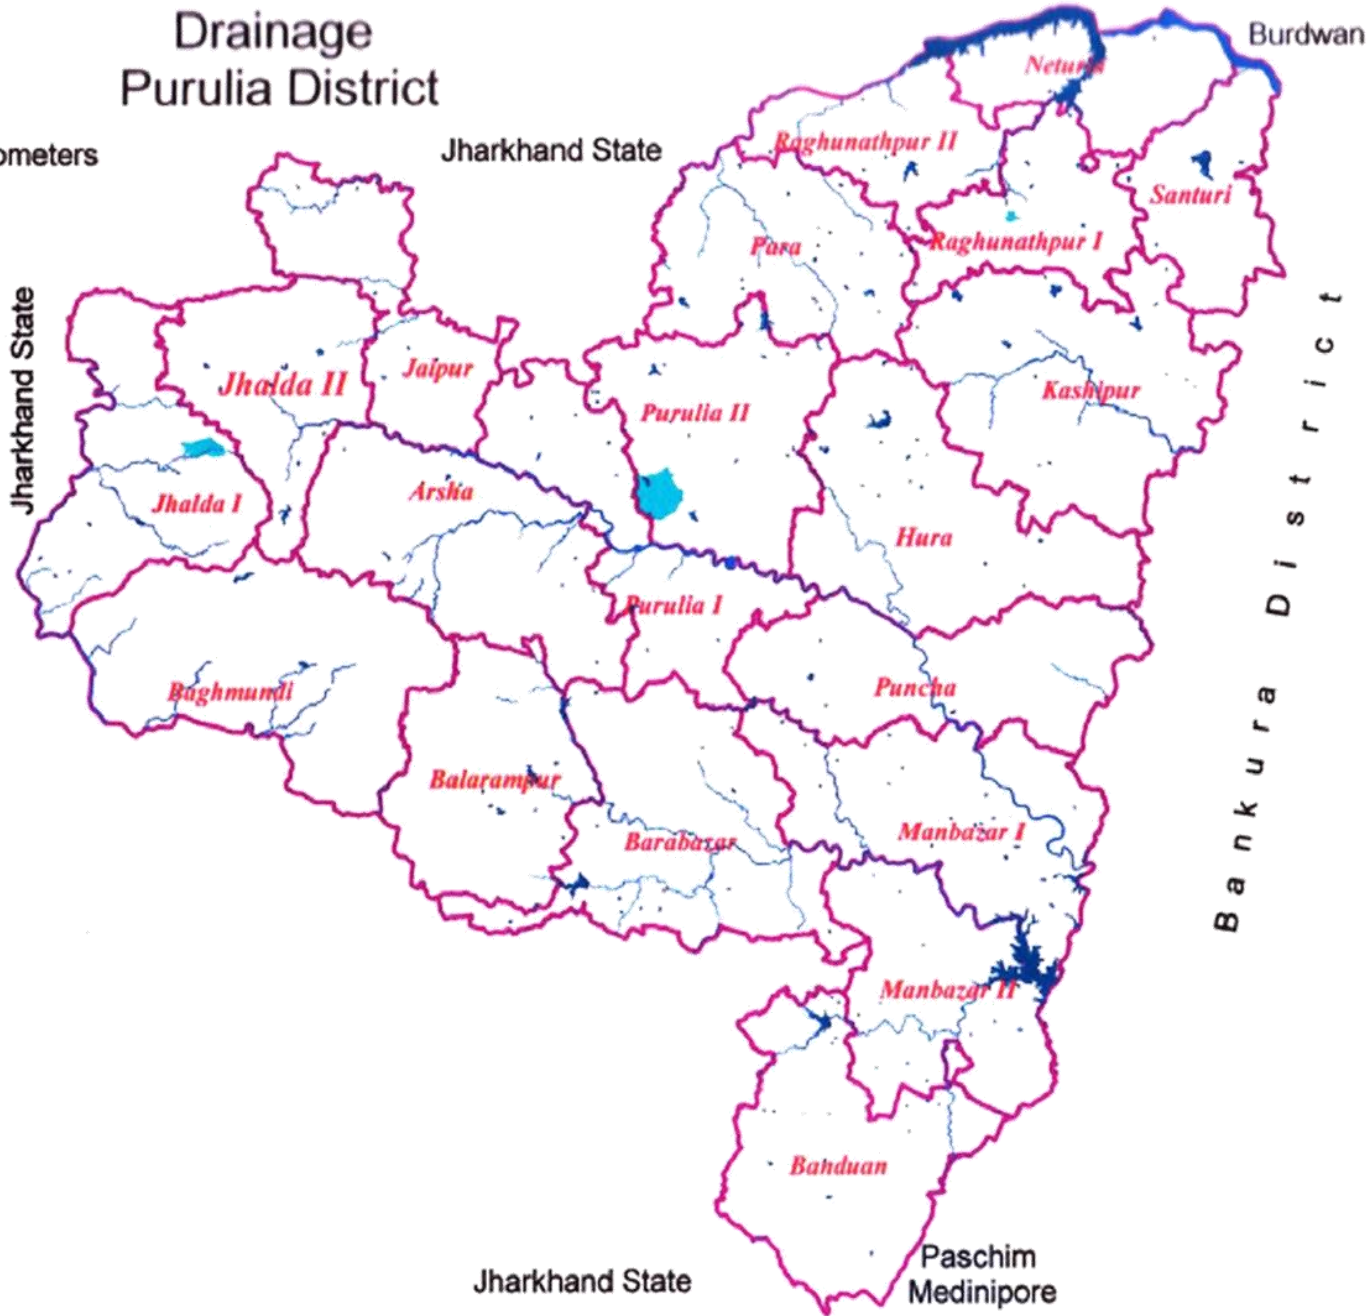 Drainage
Purulia District
Burdwan
ometers
Jharkhand State
Neturia
Raghunathpur II
Santuri
Para
Raghunathpur I
Jharkhand State
Jhalda II
Jaipur
Purulia II
Kashipur
Jhalda I
Arsha
Hura
Purulia I
Bankura District
Baghmundi
Puncha
Balarampur
Barabazar
Manbazar I
Manbazar II
Banduan
Jharkhand State
Paschim
Medinipore